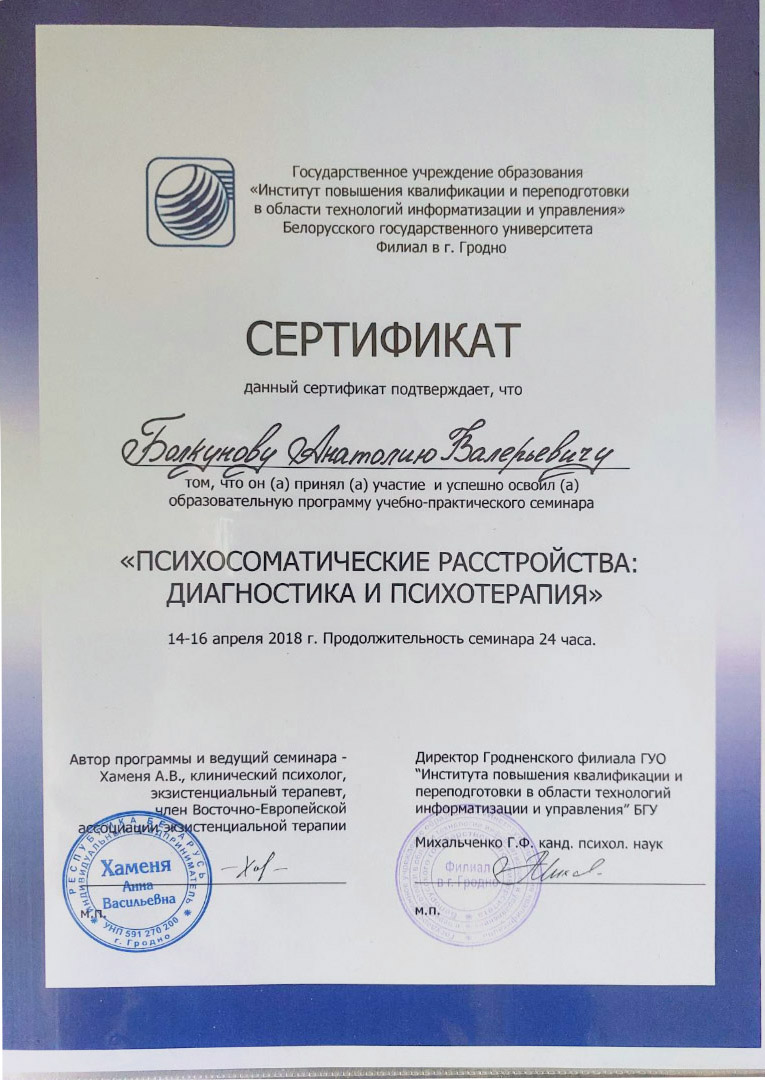 Государственное учреждение образования
«Институт повышения квалификации и переподготовки
в области технологий информатизации и управления»
Белорусского государственного университета
Филиал в г. Гродно
СЕРТИФИКАТ
данный сертификат подтверждает, что
Болкунову Анатолию Валерьевичу
том, что он (а) принял (а) участие и успешно освоил (а)
образовательную программу учебно-практического семинара
«ПСИХОСОМАТИЧЕСКИЕ РАССТРОЙСТВА:
ДИАГНОСТИКА И ПСИХОТЕРАПИЯ»
14-16 апреля 2018 г. Продолжительность семинара 24 часа.
Автор программы и ведущий семинара -
Хаменя А.В., клинический психолог,
экзистенциальный терапевт,
член Восточно-Европейской
ассоциации экзистенциальной терапии
РЕСПУБЛИКА БЕЛАРУСЬ
ИНДИВИДУАЛЬНЫЙ ПРЕДПРИНИМАТЕЛЬ
Хаменя
Анна
Васильевна
УНП 591 270 200
г. Гродно
М.П.
Директор Гродненского филиала ГУО
"Института повышения квалификации и
переподготовки в области технологий
информатизации и управления" БГУ
Михальченко Г.Ф. канд. психол. наук
Филиал
в г. Гродно
М.П.